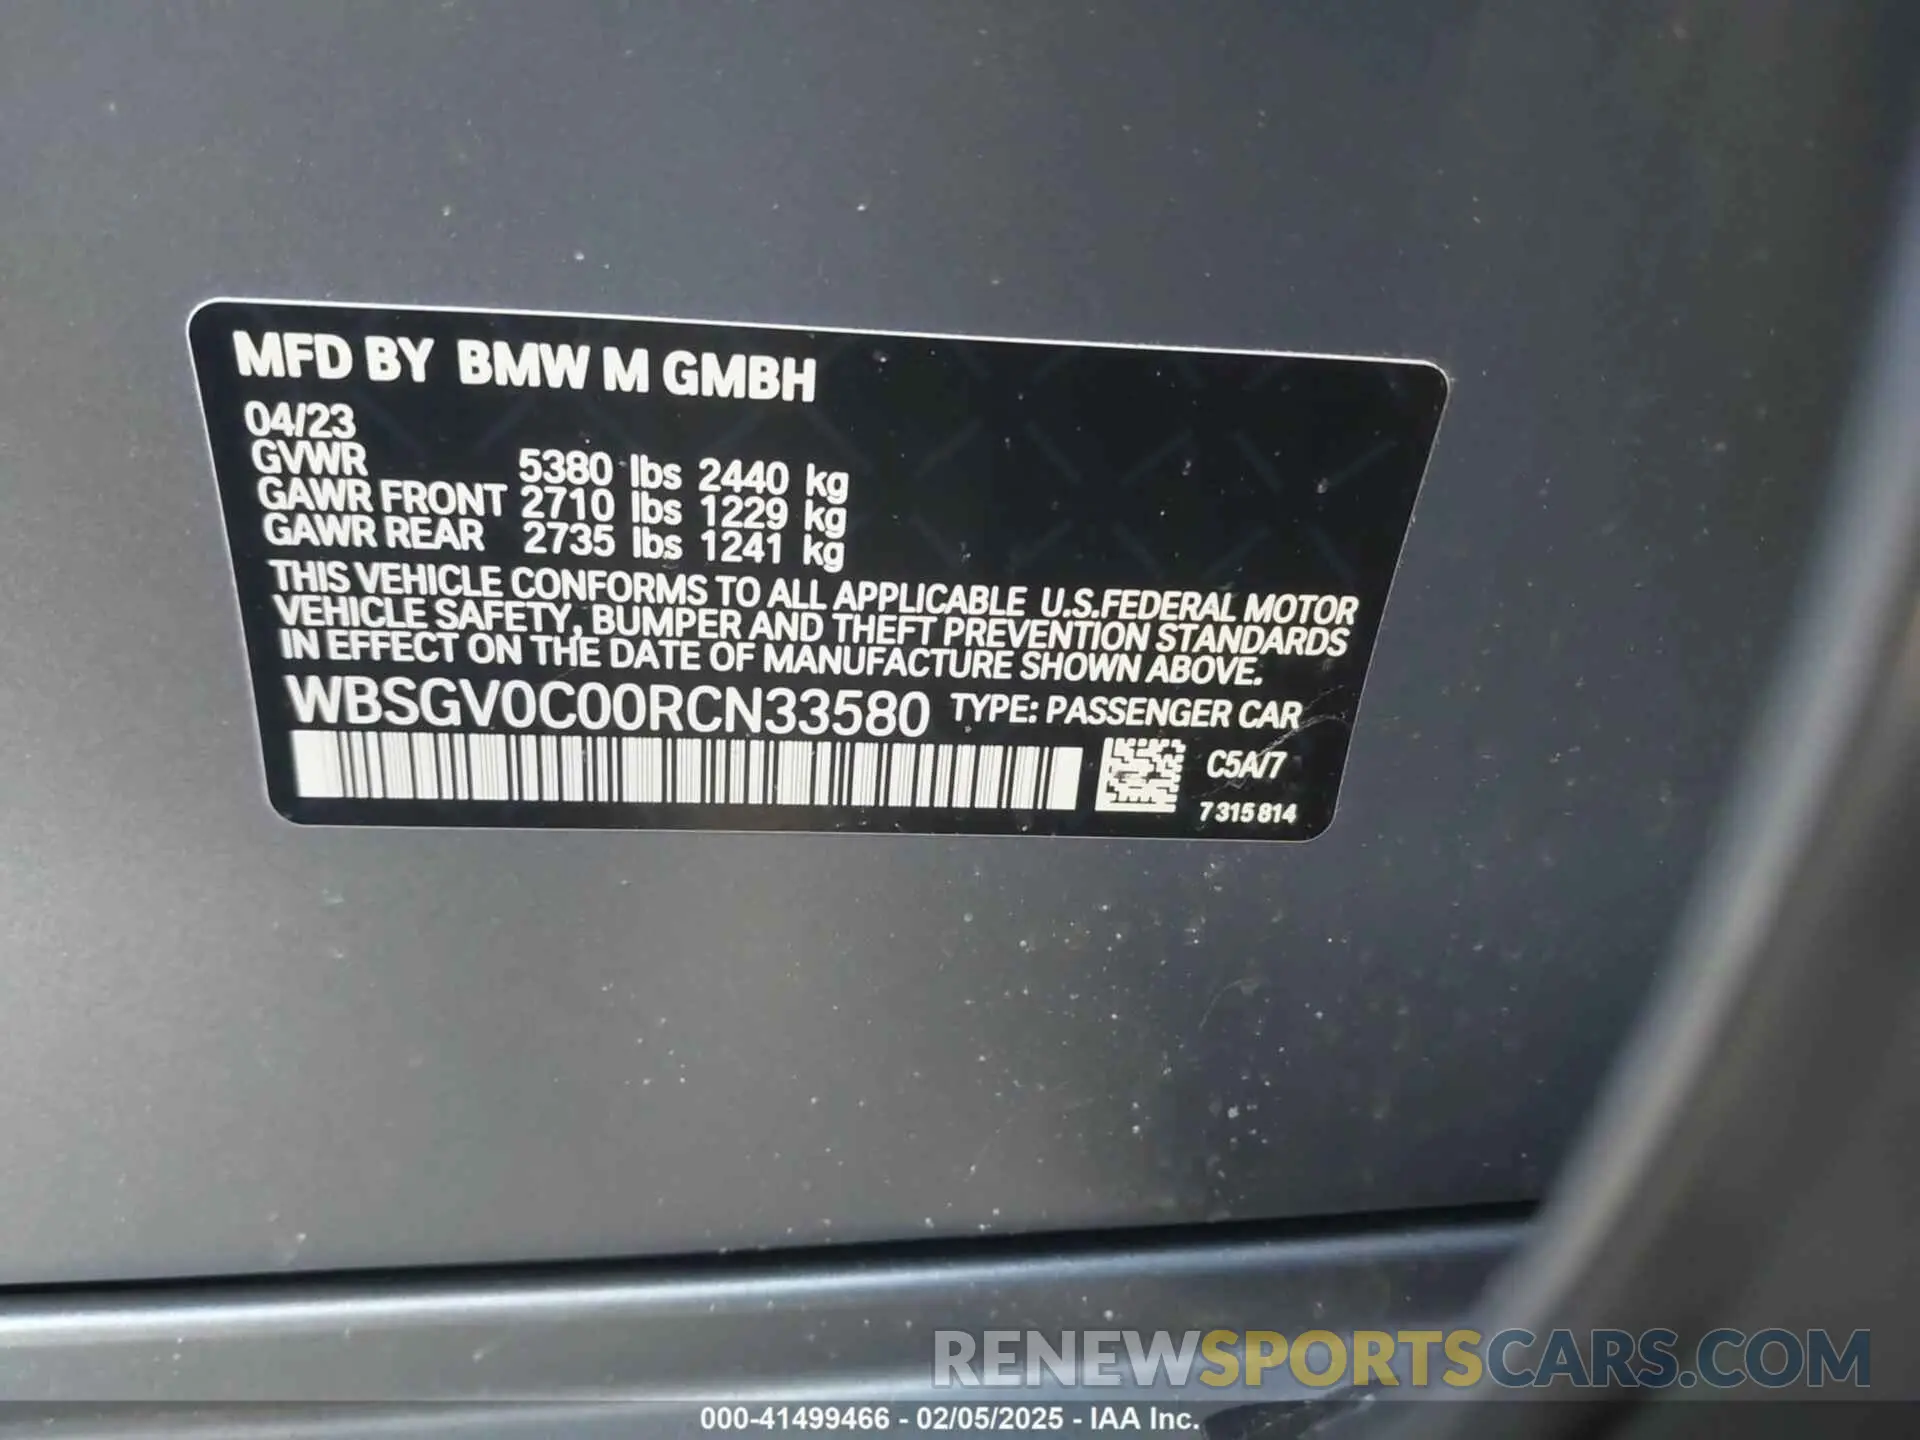 MFD BY BMW M GMBH
04/23
GVWR 5380 lbs 2440 kg
GAWR FRONT 2710 lbs 1229 kg
GAWR REAR 2735 lbs 1241 kg
THIS VEHICLE CONFORMS TO ALL APPLICABLE U.S.FEDERAL MOTOR
VEHICLE SAFETY, BUMPER AND THEFT PREVENTION STANDARDS
IN EFFECT ON THE DATE OF MANUFACTURE SHOWN ABOVE.
WBSGV0C00RCN33580 TYPE: PASSENGER CAR
C5A/7
7 315 814
RENEWSPORTSCARS.COM
000-41499466 - 02/05/2025 - IAA Inc.